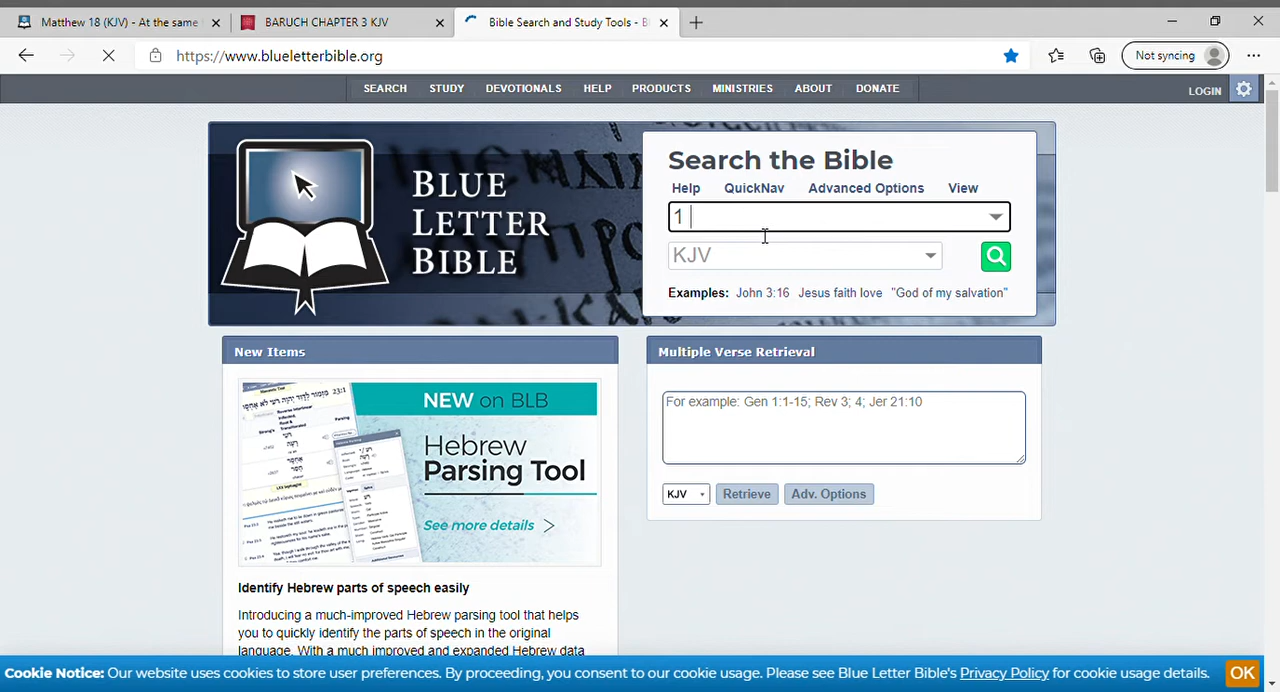 Matthew 18 (KJV) - At the same
BARUCH CHAPTER 3 KJV
Bible Search and Study Tools - B
https://www.blueletterbible.org
Not syncing
SEARCH STUDY DEVOTIONALS HELP PRODUCTS MINISTRIES ABOUT DONATE
LOGIN
BLUE
LETTER
BIBLE
Search the Bible
Help QuickNav Advanced Options View
1
KJV
Examples: John 3:16 Jesus faith love "God of my salvation"
New Items
NEW on BLB
Hebrew
Parsing Tool
See more details >
Identify Hebrew parts of speech easily
Introducing a much-improved Hebrew parsing tool that helps
you to quickly identify the parts of speech in the original
language. With a much improved and expanded Hebrew data
Multiple Verse Retrieval
For example: Gen 1:1-15; Rev 3; 4; Jer 21:10
KJV Retrieve Adv. Options
Cookie Notice: Our website uses cookies to store user preferences. By proceeding, you consent to our cookie usage. Please see Blue Letter Bible's Privacy Policy for cookie usage details. OK